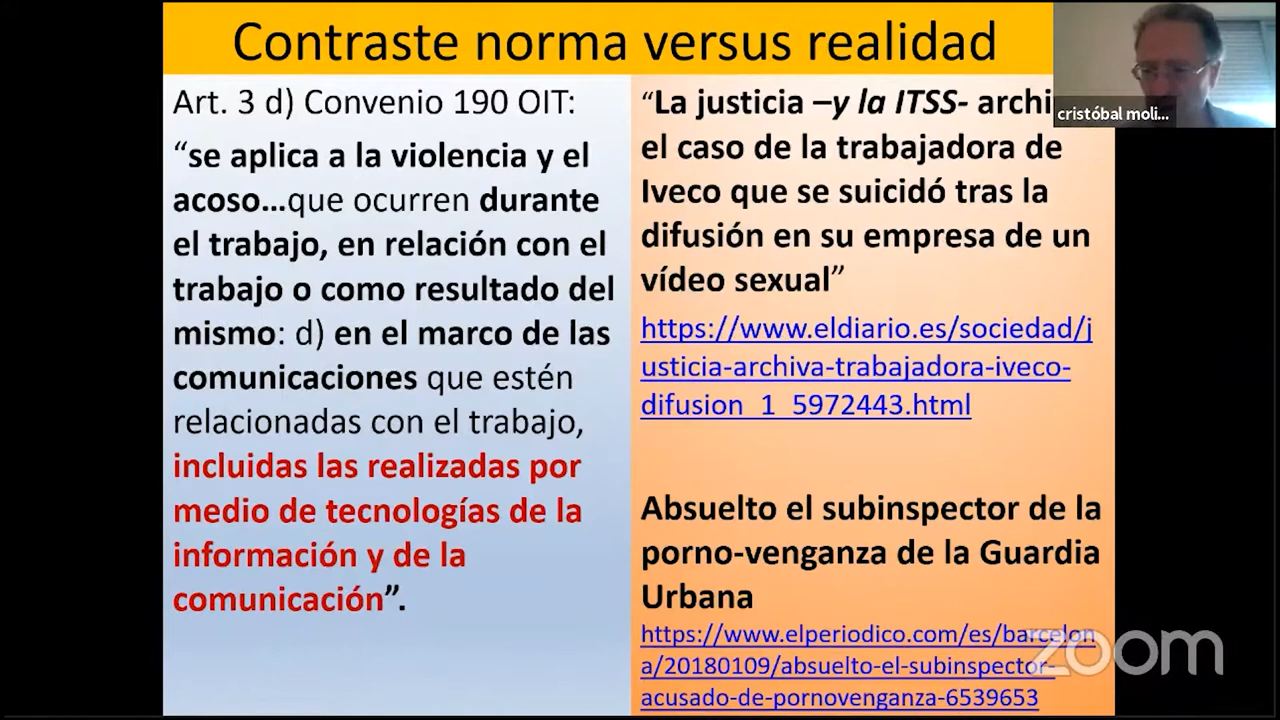 Contraste norma versus realidad
cristóbal moli...
Art. 3 d) Convenio 190 OIT:
“se aplica a la violencia y el
acoso...que ocurren durante
el trabajo, en relación con el
trabajo o como resultado del
mismo: d) en el marco de las
comunicaciones que estén
relacionadas con el trabajo,
incluidas las realizadas por
medio de tecnologías de la
información y de la
comunicación”.
“La justicia –y la ITSS- archi
el caso de la trabajadora de
Iveco que se suicidó tras la
difusión en su empresa de un
vídeo sexual”
https://www.eldiario.es/sociedad/j
usticia-archiva-trabajadora-iveco-
difusion_1_5972443.html
Absuelto el subinspector de la
porno-venganza de la Guardia
Urbana
https://www.elperiodico.com/es/barcelon
a/20180109/absuelto-el-subinspector-
acusado-de-pornovenganza-6539653
zoom